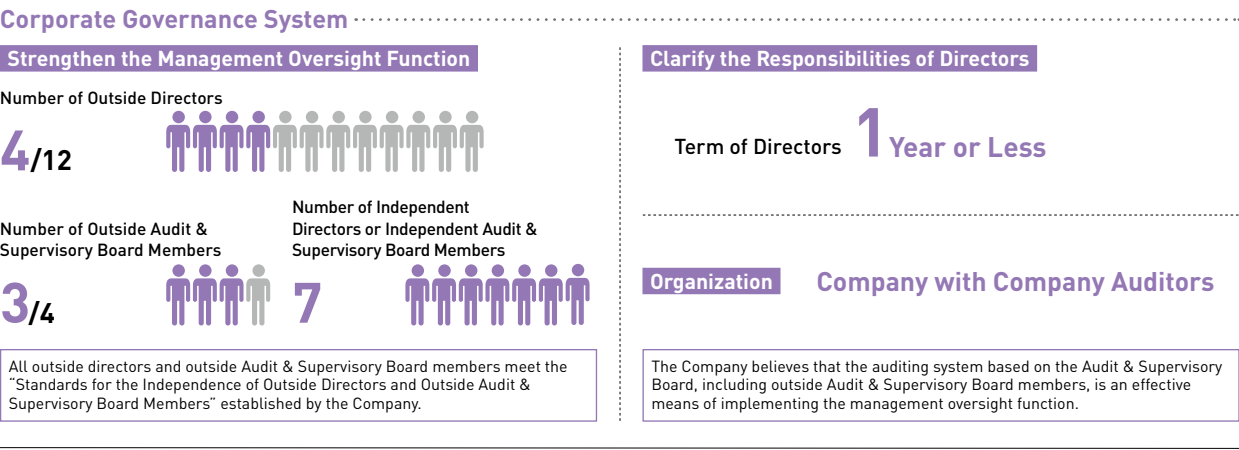 Corporate Governance System
Strengthen the Management Oversight Function
Number of Outside Directors
4/12
Number of Outside Audit &
Supervisory Board Members
3/4
Number of Independent
Directors or Independent Audit &
Supervisory Board Members
7
All outside directors and outside Audit & Supervisory Board members meet the
“Standards for the Independence of Outside Directors and Outside Audit &
Supervisory Board Members” established by the Company.
Clarify the Responsibilities of Directors
Term of Directors 1 Year or Less
Organization Company with Company Auditors
The Company believes that the auditing system based on the Audit & Supervisory
Board, including outside Audit & Supervisory Board members, is an effective
means of implementing the management oversight function.